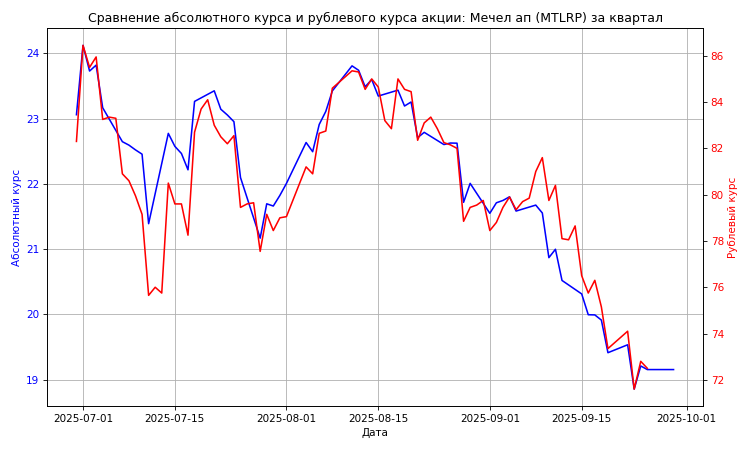 Сравнение абсолютного курса и рублевого курса акции: Мечел ап (MTLRP) за квартал
24
23
22
21
20
19
Абсолютный курс
86
84
82
80
78
76
74
72
Рублевый курс
2025-07-01 2025-07-15 2025-08-01 2025-08-15 2025-09-01 2025-09-15 2025-10-01
Дата